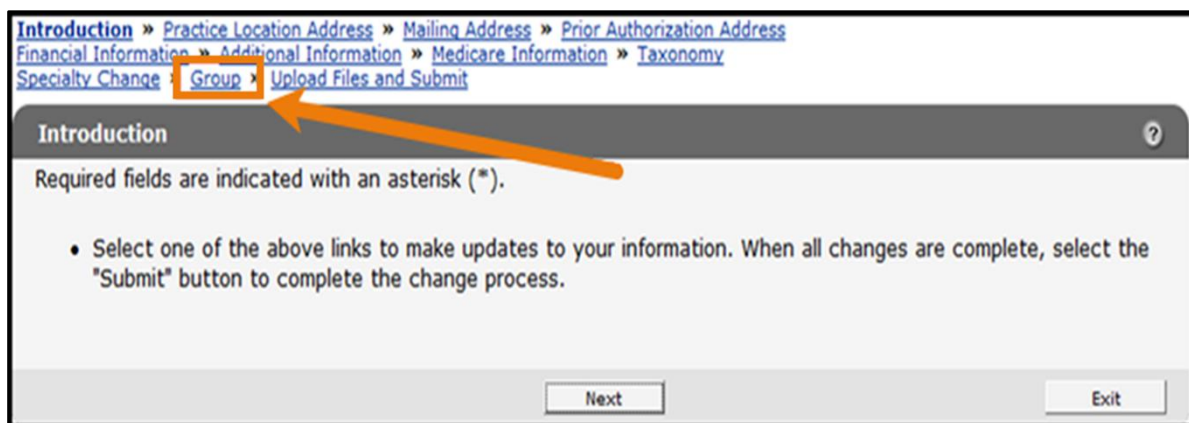 Introduction » Practice Location Address » Mailing Address » Prior Authorization Address
Financial Information » Additional Information » Medicare Information » Taxonomy
Specialty Change » Group » Upload Files and Submit
Introduction ?
Required fields are indicated with an asterisk (*).
• Select one of the above links to make updates to your information. When all changes are complete, select the
"Submit" button to complete the change process.
Next Exit